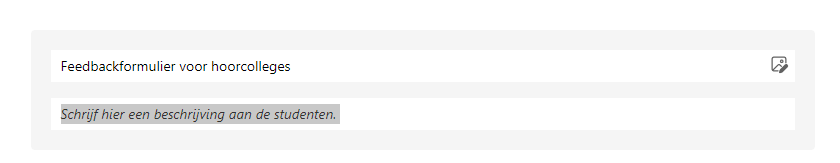 Feedbackformulier voor hoorcolleges
Schrijf hier een beschrijving aan de studenten.